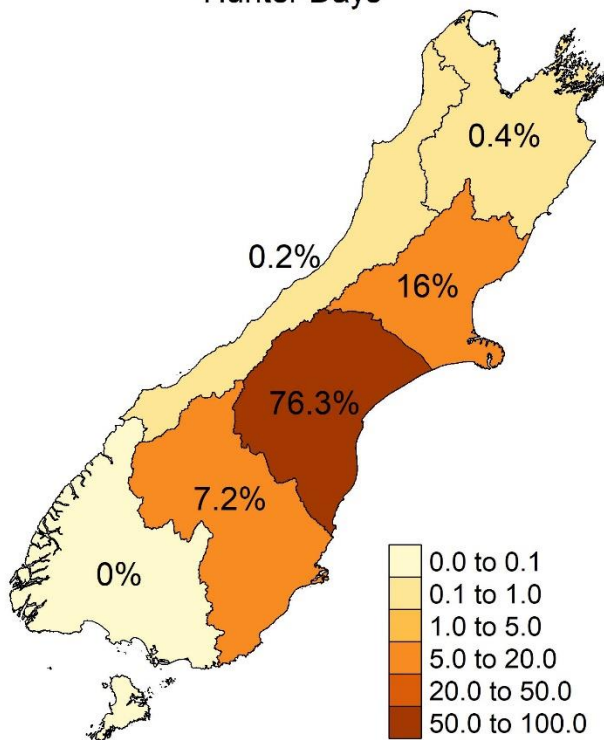 Hunter Days
0.4%
0.2%
16%
76.3%
7.2%
0%
0.0 to 0.1
0.1 to 1.0
1.0 to 5.0
5.0 to 20.0
20.0 to 50.0
50.0 to 100.0